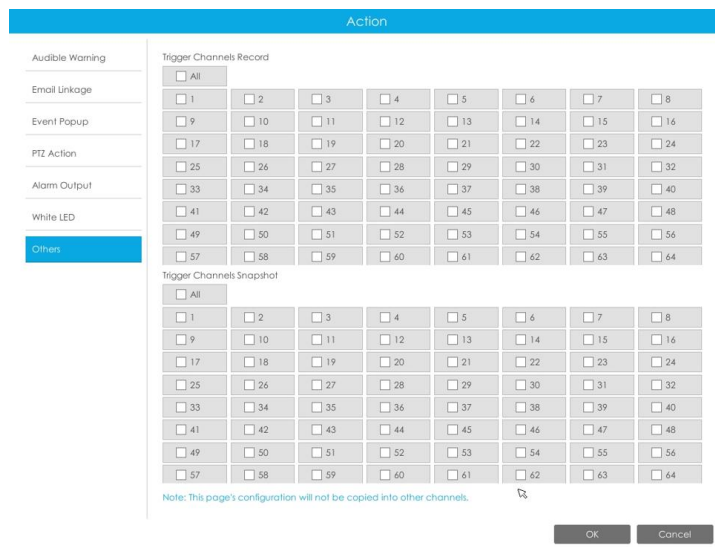 Action
Audible Warning
Email Linkage
Event Popup
PTZ Action
Alarm Output
White LED
Others
Trigger Channels Record
All
1 2 3 4 5 6 7 8
9 10 11 12 13 14 15 16
17 18 19 20 21 22 23 24
25 26 27 28 29 30 31 32
33 34 35 36 37 38 39 40
41 42 43 44 45 46 47 48
49 50 51 52 53 54 55 56
57 58 59 60 61 62 63 64
Trigger Channels Snapshot
All
1 2 3 4 5 6 7 8
9 10 11 12 13 14 15 16
17 18 19 20 21 22 23 24
25 26 27 28 29 30 31 32
33 34 35 36 37 38 39 40
41 42 43 44 45 46 47 48
49 50 51 52 53 54 55 56
57 58 59 60 61 62 63 64
Note: This page's configuration will not be copied into other channels.
OK Cancel